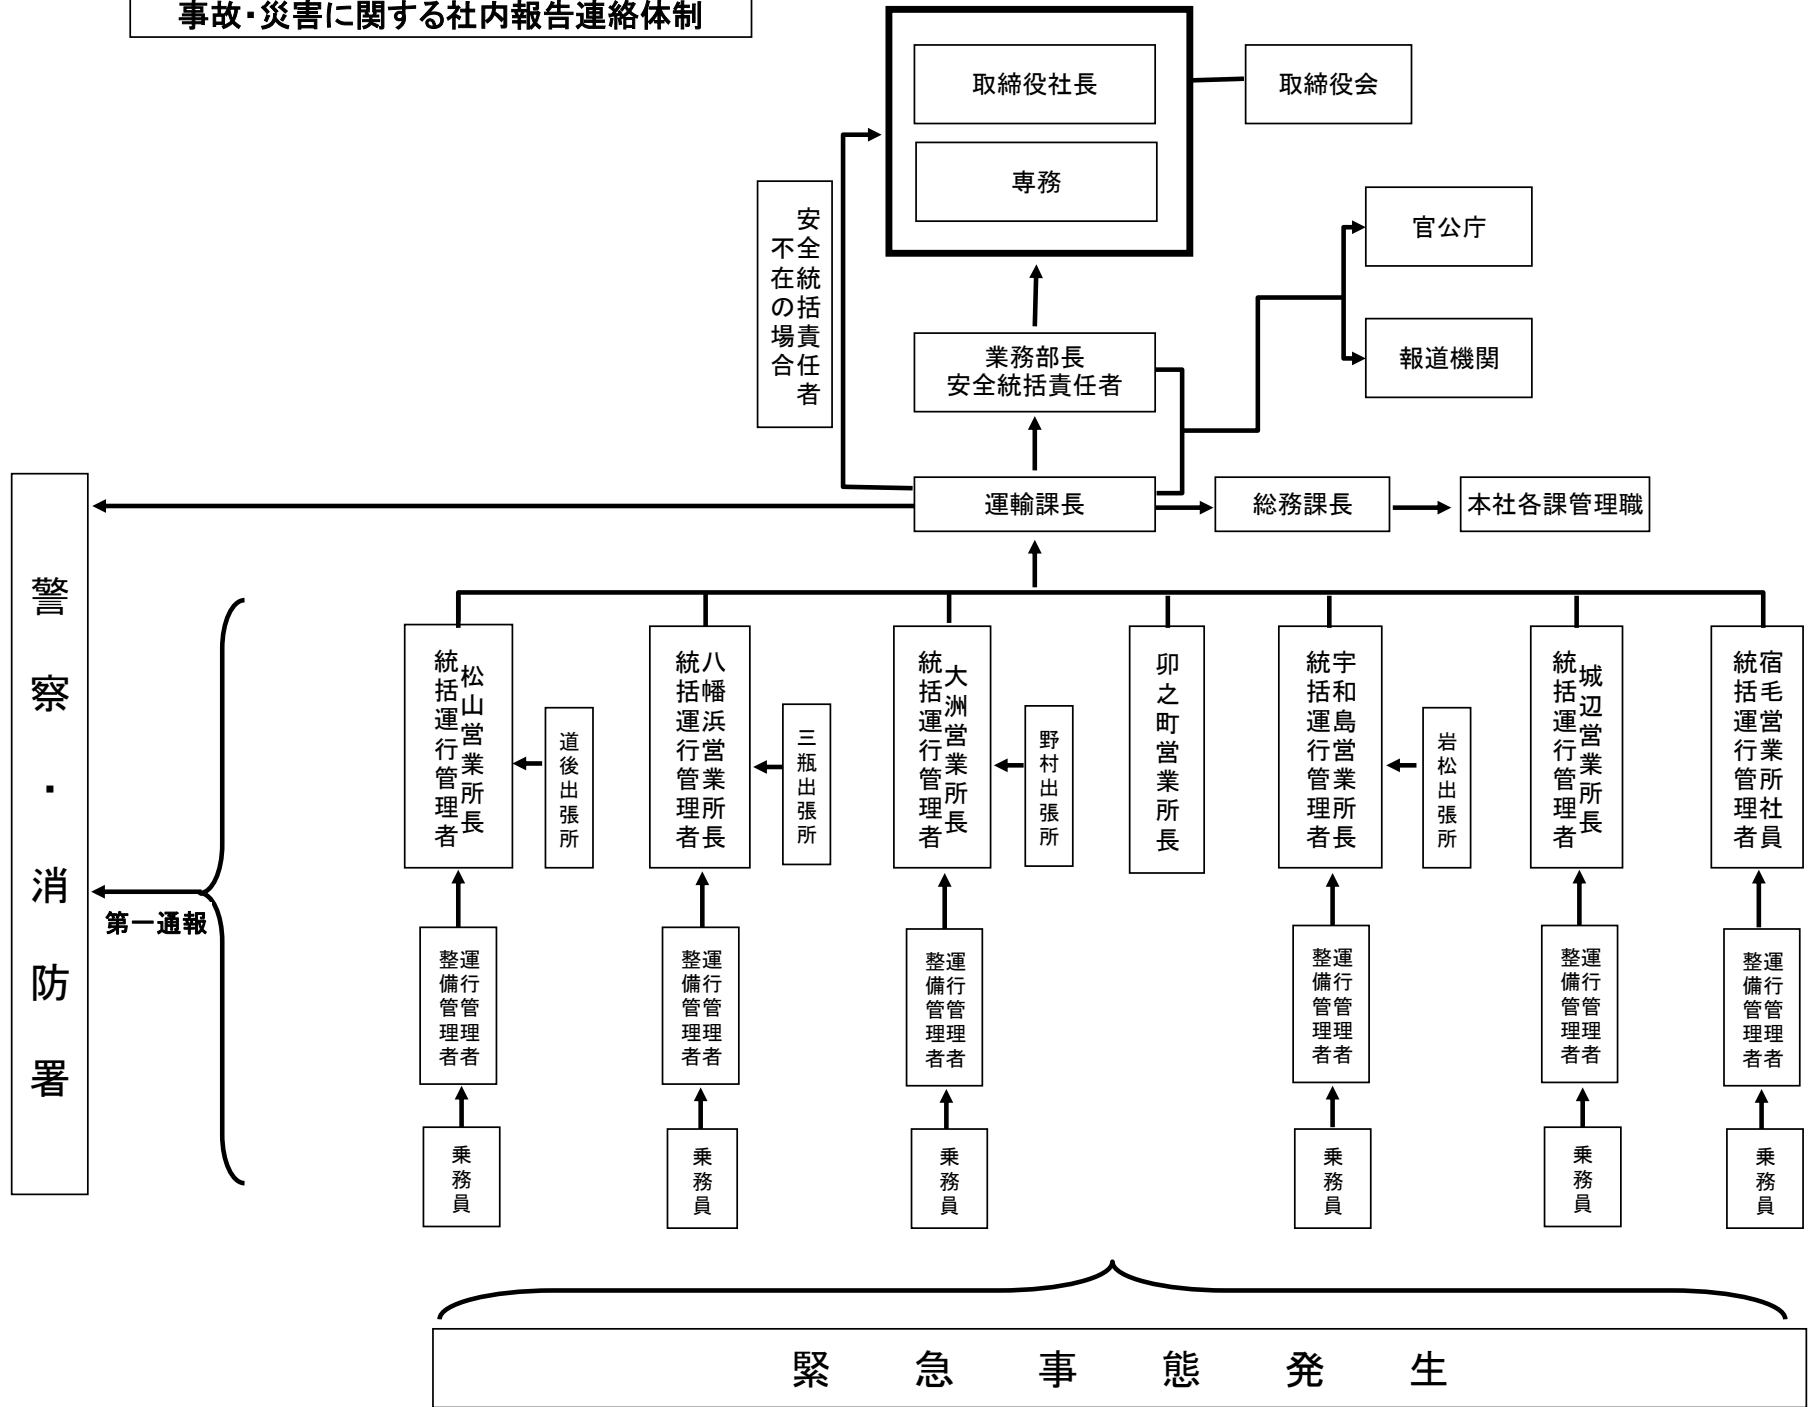 事故・災害に関する社内報告連絡体制
取締役社長
取締役会
専務
安全統括責任者
不在の場合
官公庁
報道機関
業務部長
安全統括責任者
運輸課長
総務課長
本社各課管理職
警察・消防署
第一通報
松山営業所長
統括運行管理者
道後出張所
八幡浜営業所長
統括運行管理者
三瓶出張所
大洲営業所長
統括運行管理者
野村出張所
卯之町営業所長
宇和島営業所長
統括運行管理者
岩松出張所
城辺営業所長
統括運行管理者
宿毛営業所社員
統括運行管理者
運行管理者
整備管理者
運行管理者
整備管理者
運行管理者
整備管理者
運行管理者
整備管理者
運行管理者
整備管理者
運行管理者
整備管理者
乗務員
乗務員
乗務員
乗務員
乗務員
乗務員
緊急事態発生